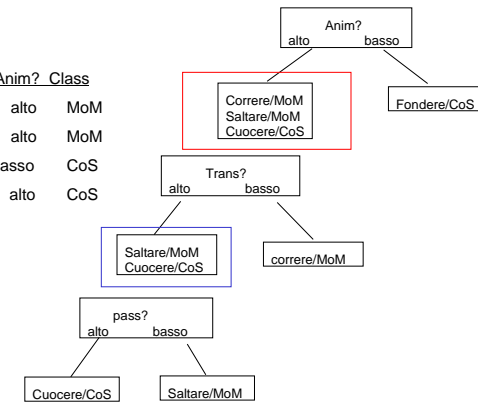 Anim?
alto basso
Anim? Class
alto MoM
alto MoM
basso CoS
alto CoS
Correre/MoM
Saltare/MoM
Cuocere/CoS
Fondere/CoS
Trans?
alto basso
Saltare/MoM
Cuocere/CoS
correre/MoM
pass?
alto basso
Cuocere/CoS
Saltare/MoM